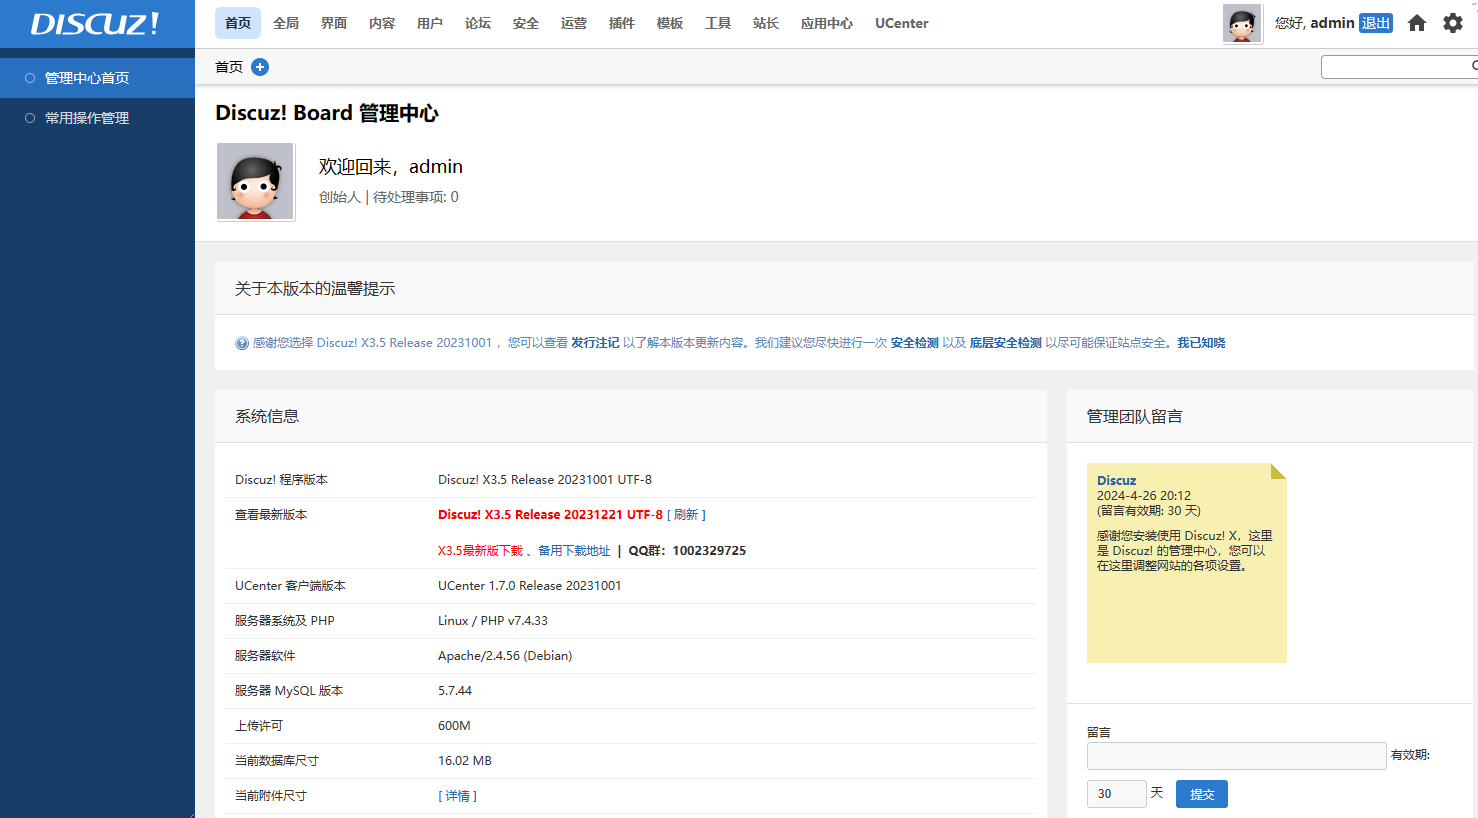 DISCUZ!
首页 全局 界面 内容 用户 论坛 安全 运营 插件 模板 工具 站长 应用中心 UCenter
您好, admin 退出
管理中心首页
常用操作管理
首页
Discuz! Board 管理中心
欢迎回来，admin
创始人 | 待处理事项: 0
关于本版本的温馨提示
感谢您选择 Discuz! X3.5 Release 20231001 ，您可以查看 发行注记 以了解本版本更新内容。我们建议您尽快进行一次 安全检测 以及 底层安全检测 以尽可能保证站点安全。我已知晓
系统信息
Discuz! 程序版本 Discuz! X3.5 Release 20231001 UTF-8
查看最新版本 Discuz! X3.5 Release 20231221 UTF-8 [ 刷新 ]
X3.5最新版下载 、备用下载地址 | QQ群：1002329725
UCenter 客户端版本 UCenter 1.7.0 Release 20231001
服务器系统及 PHP Linux / PHP v7.4.33
服务器软件 Apache/2.4.56 (Debian)
服务器 MySQL 版本 5.7.44
上传许可 600M
当前数据库尺寸 16.02 MB
当前附件尺寸 [ 详情 ]
管理团队留言
Discuz
2024-4-26 20:12
(留言有效期: 30 天)
感谢您安装使用 Discuz! X，这里
是 Discuz! 的管理中心，您可以
在这里调整网站的各项设置。
留言
有效期:
30 天 提交